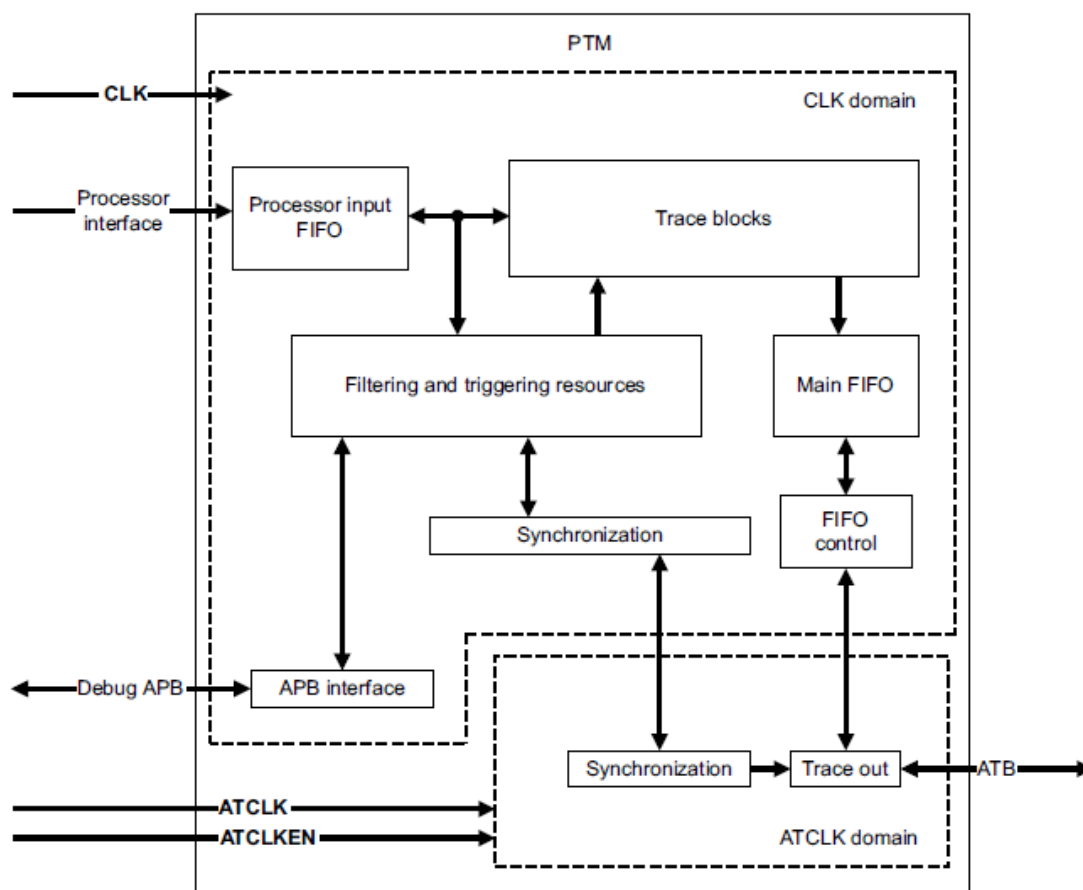 PTM
CLK
CLK domain
Processor
interface
Processor input
FIFO
Trace blocks
Filtering and triggering resources
Main FIFO
Synchronization
FIFO
control
Debug APB
APB interface
Synchronization
Trace out
ATB
ATCLK
ATCLKEN
ATCLK domain